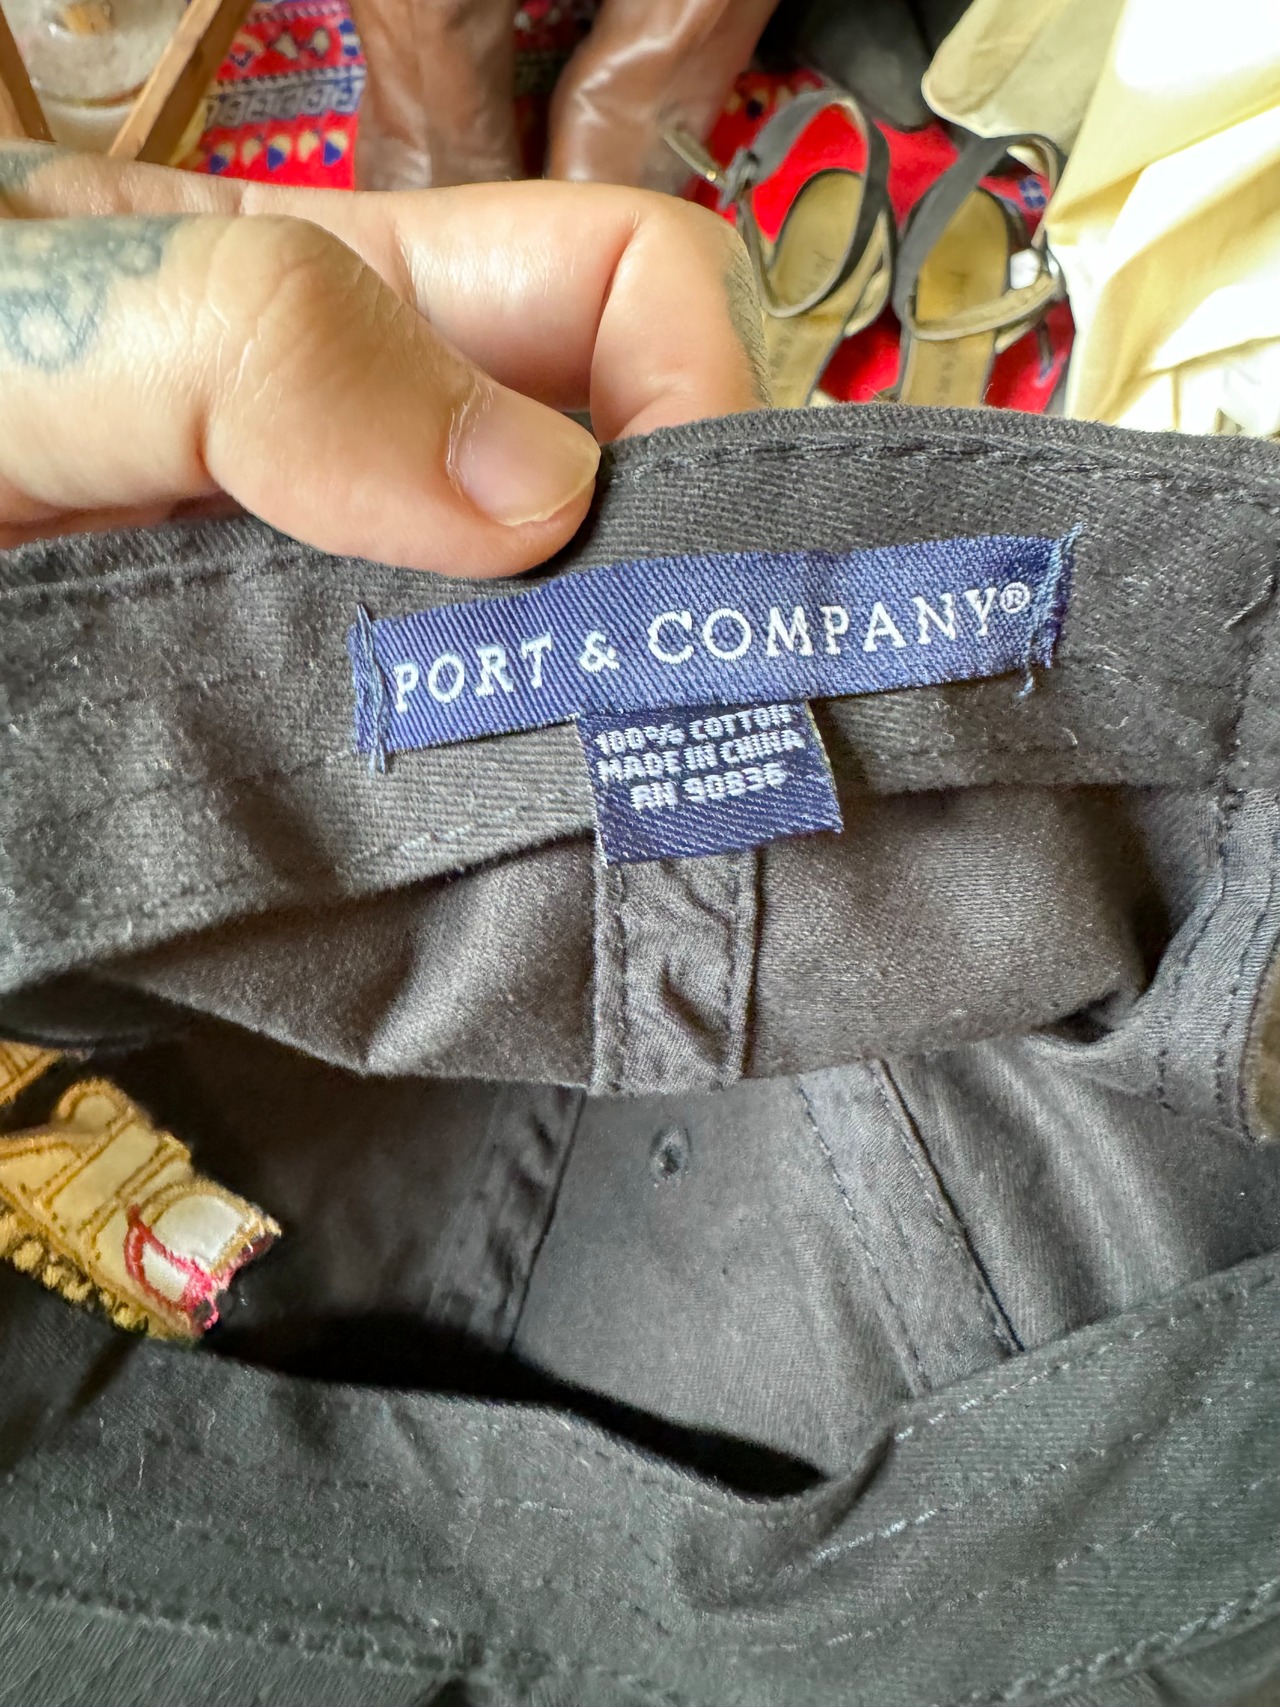 PORT & COMPANY®
100% COTTON
MADE IN CHINA
RN 90836